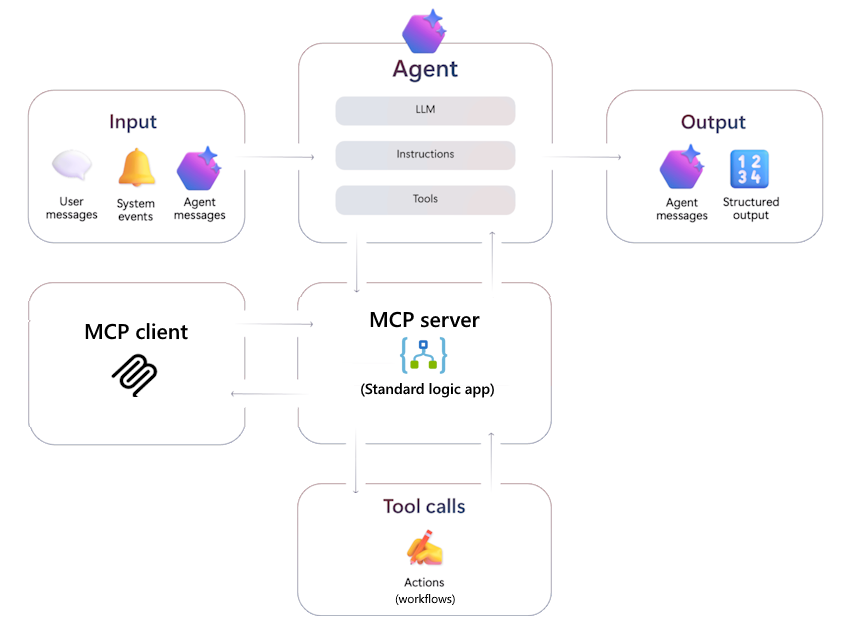 Agent
LLM
Instructions
Tools
Input
User
messages
System
events
Agent
messages
Output
Agent
messages
Structured
output
1 2
3 4
MCP client
MCP server
(Standard logic app)
Tool calls
Actions
(workflows)